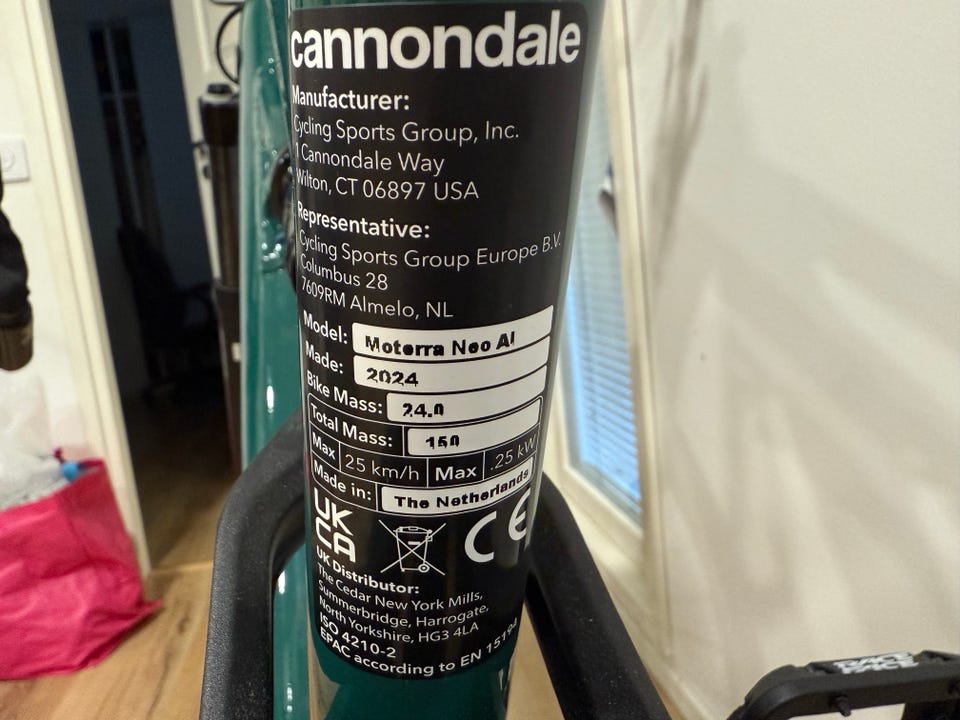 cannondale
Manufacturer:
Cycling Sports Group, Inc.
1 Cannondale Way
Wilton, CT 06897 USA
Representative:
Cycling Sports Group Europe B.V.
Columbus 28
7609RM Almelo, NL
Model: Moterra Neo Al
Made: 2024
Bike Mass: 24.0
Total Mass: 150
Max 25 km/h Max .25 kW
Made in: The Netherlands
UK
CA
CE
UK Distributor:
The Cedar New York Mills,
Summerbridge, Harrogate,
North Yorkshire, HG3 4LA
ISO 4210-2
EPAC according to EN 15194
RACE
FACE